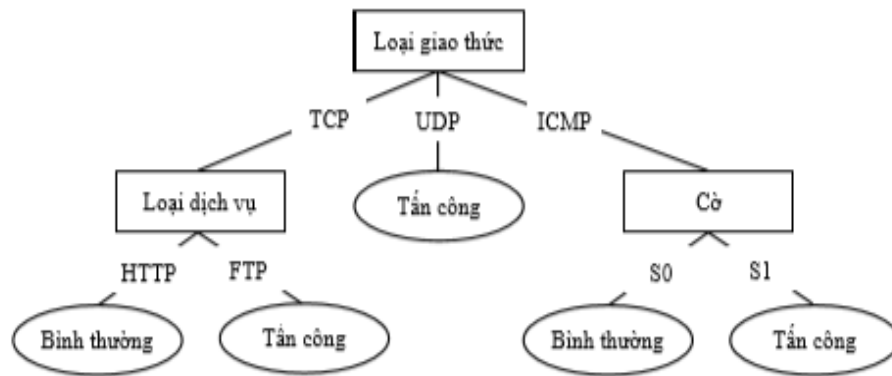 Loại giao thức
TCP
UDP
ICMP
Loại dịch vụ
Tấn công
Cờ
HTTP
FTP
S0
S1
Bình thường
Tấn công
Bình thường
Tấn công